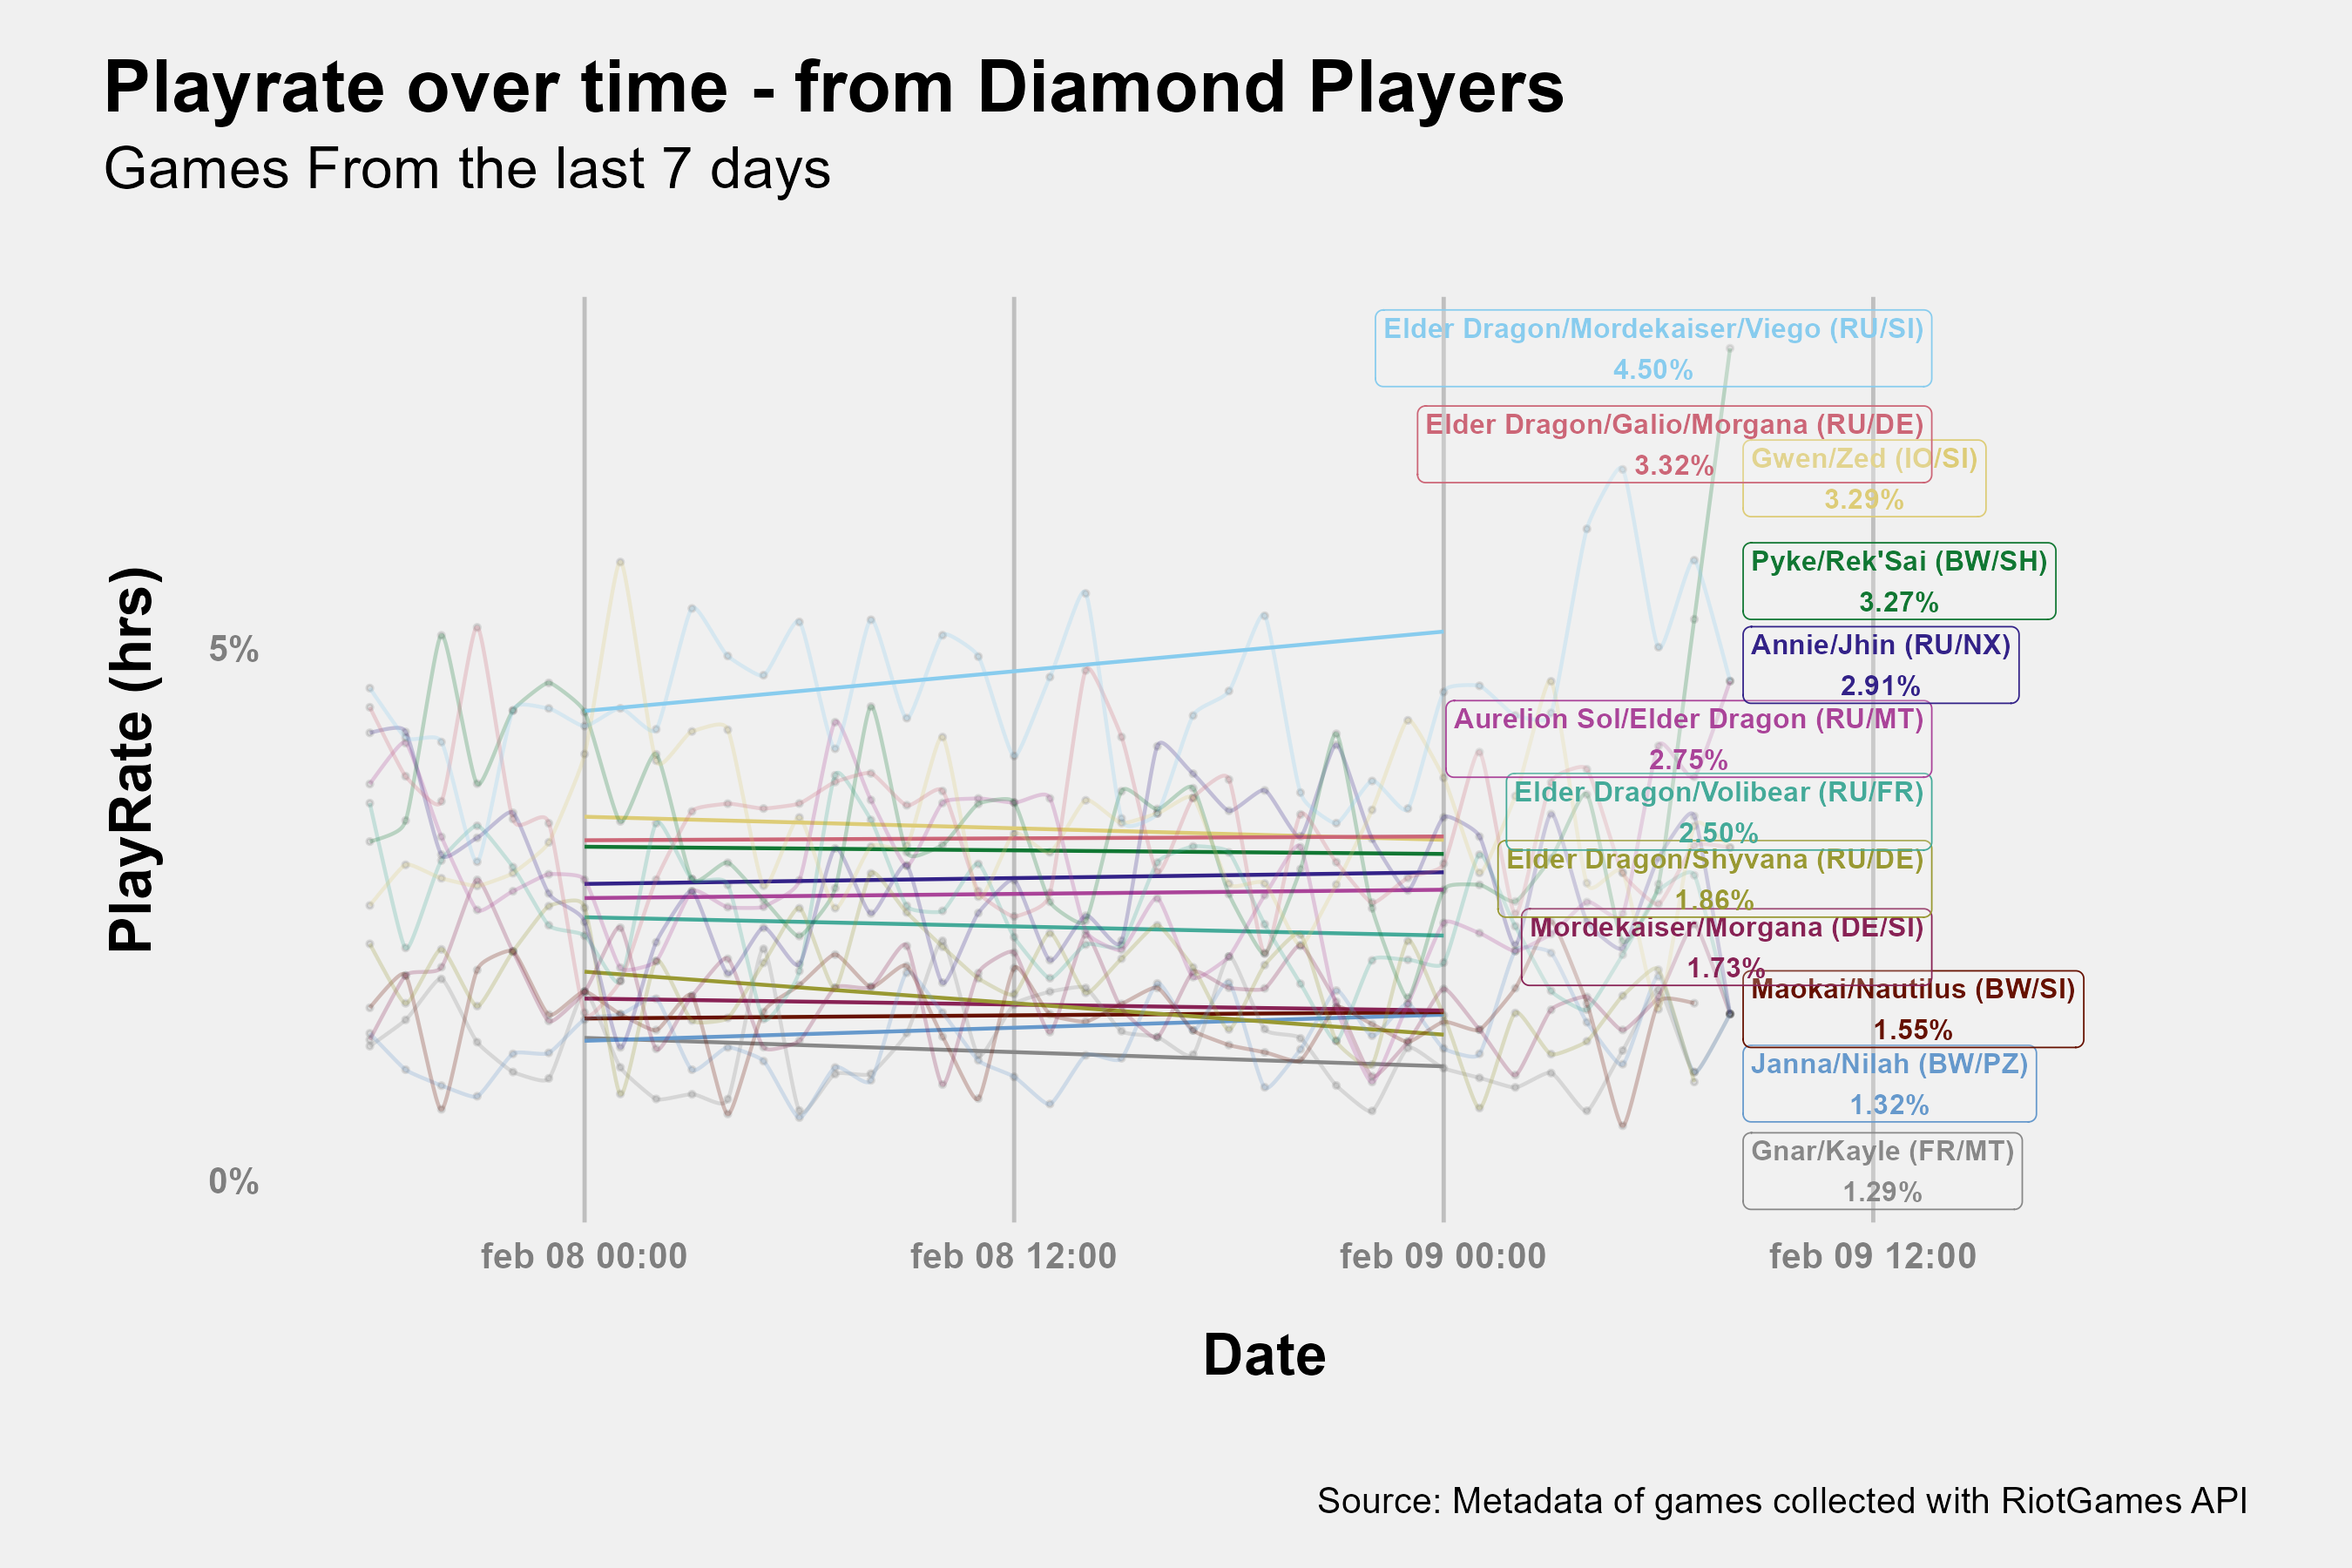 Playrate over time - from Diamond Players
Games From the last 7 days
PlayRate (hrs)
5%
0%
Elder Dragon/Mordekaiser/Viego (RU/SI)
4.50%
Elder Dragon/Galio/Morgana (RU/DE)
3.32%
Gwen/Zed (IO/SI)
3.29%
Pyke/Rek'Sai (BW/SH)
3.27%
Annie/Jhin (RU/NX)
2.91%
Aurelion Sol/Elder Dragon (RU/MT)
2.75%
Elder Dragon/Volibear (RU/FR)
2.50%
Elder Dragon/Shyvana (RU/DE)
1.86%
Mordekaiser/Morgana (DE/SI)
1.73%
Maokai/Nautilus (BW/SI)
1.55%
Janna/Nilah (BW/PZ)
1.32%
Gnar/Kayle (FR/MT)
1.29%
feb 08 00:00
feb 08 12:00
feb 09 00:00
feb 09 12:00
Date
Source: Metadata of games collected with RiotGames API